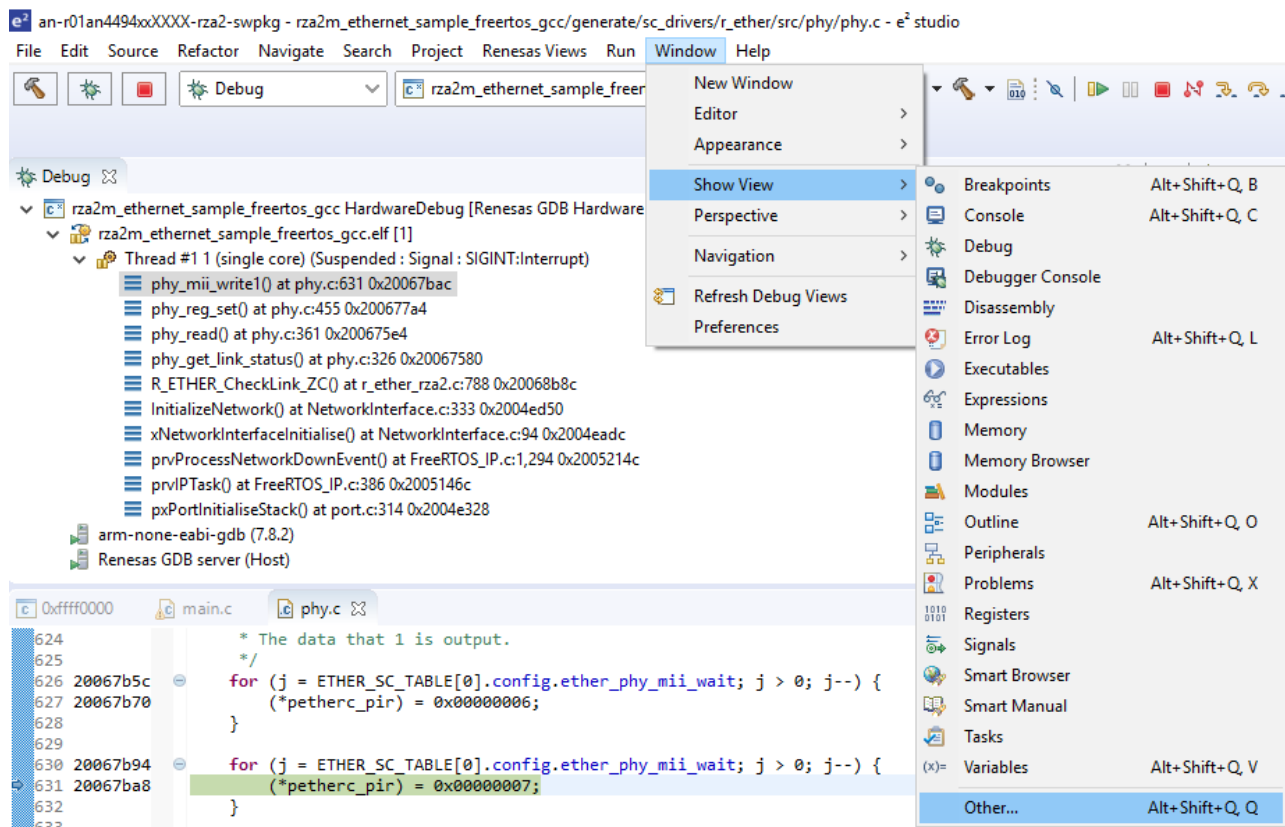 an-r01an4494xxXXXX-rza2-swpkg - rza2m_ethernet_sample_freertos_gcc/generate/sc_drivers/r_ether/src/phy/phy.c - e² studio
File Edit Source Refactor Navigate Search Project Renesas Views Run Window Help
Debug
rza2m_ethernet_sample_freer
New Window
Editor
Appearance
Show View
Perspective
Navigation
Refresh Debug Views
Preferences
Breakpoints Alt+Shift+Q, B
Console Alt+Shift+Q, C
Debug
Debugger Console
Disassembly
Error Log Alt+Shift+Q, L
Executables
Expressions
Memory
Memory Browser
Modules
Outline Alt+Shift+Q, O
Peripherals
Problems Alt+Shift+Q, X
Registers
Signals
Smart Browser
Smart Manual
Tasks
Variables Alt+Shift+Q, V
Other... Alt+Shift+Q, Q
Debug
rza2m_ethernet_sample_freertos_gcc HardwareDebug [Renesas GDB Hardware
rza2m_ethernet_sample_freertos_gcc.elf [1]
Thread #1 1 (single core) (Suspended : Signal : SIGINT:Interrupt)
phy_mii_write1() at phy.c:631 0x20067bac
phy_reg_set() at phy.c:455 0x200677a4
phy_read() at phy.c:361 0x200675e4
phy_get_link_status() at phy.c:326 0x20067580
R_ETHER_CheckLink_ZC() at r_ether_rza2.c:788 0x20068b8c
InitializeNetwork() at NetworkInterface.c:333 0x2004ed50
xNetworkInterfaceInitialise() at NetworkInterface.c:94 0x2004eadc
prvProcessNetworkDownEvent() at FreeRTOS_IP.c:1,294 0x2005214c
prvIPTask() at FreeRTOS_IP.c:386 0x2005146c
pxPortInitialiseStack() at port.c:314 0x2004e328
arm-none-eabi-gdb (7.8.2)
Renesas GDB server (Host)
0xffff0000 main.c phy.c
624 * The data that 1 is output.
625 */
626 20067b5c for (j = ETHER_SC_TABLE[0].config.ether_phy_mii_wait; j > 0; j--) {
627 20067b70 (*petherc_pir) = 0x00000006;
628 }
629
630 20067b94 for (j = ETHER_SC_TABLE[0].config.ether_phy_mii_wait; j > 0; j--) {
631 20067ba8 (*petherc_pir) = 0x00000007;
632 }